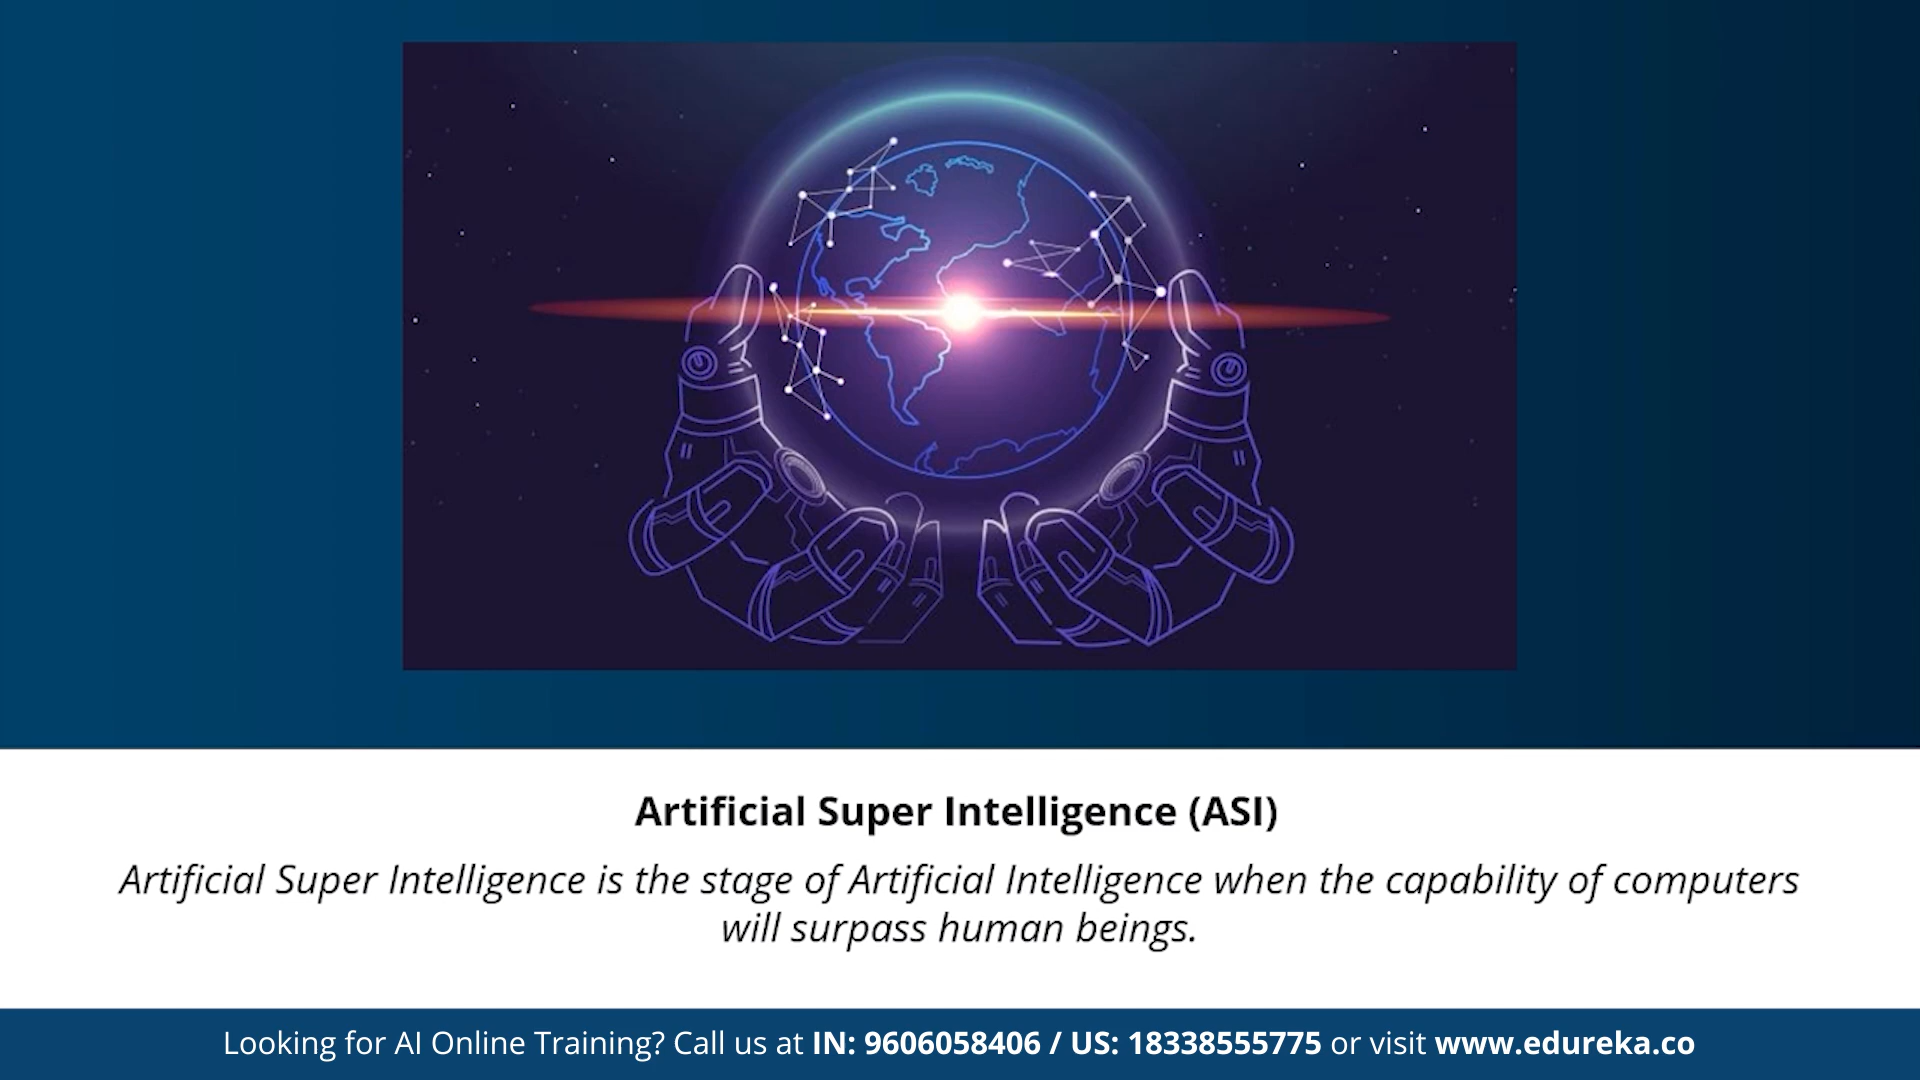 Artificial Super Intelligence (ASI)
Artificial Super Intelligence is the stage of Artificial Intelligence when the capability of computers
will surpass human beings.
Looking for AI Online Training? Call us at IN: 9606058406 / US: 18338555775 or visit www.edureka.co